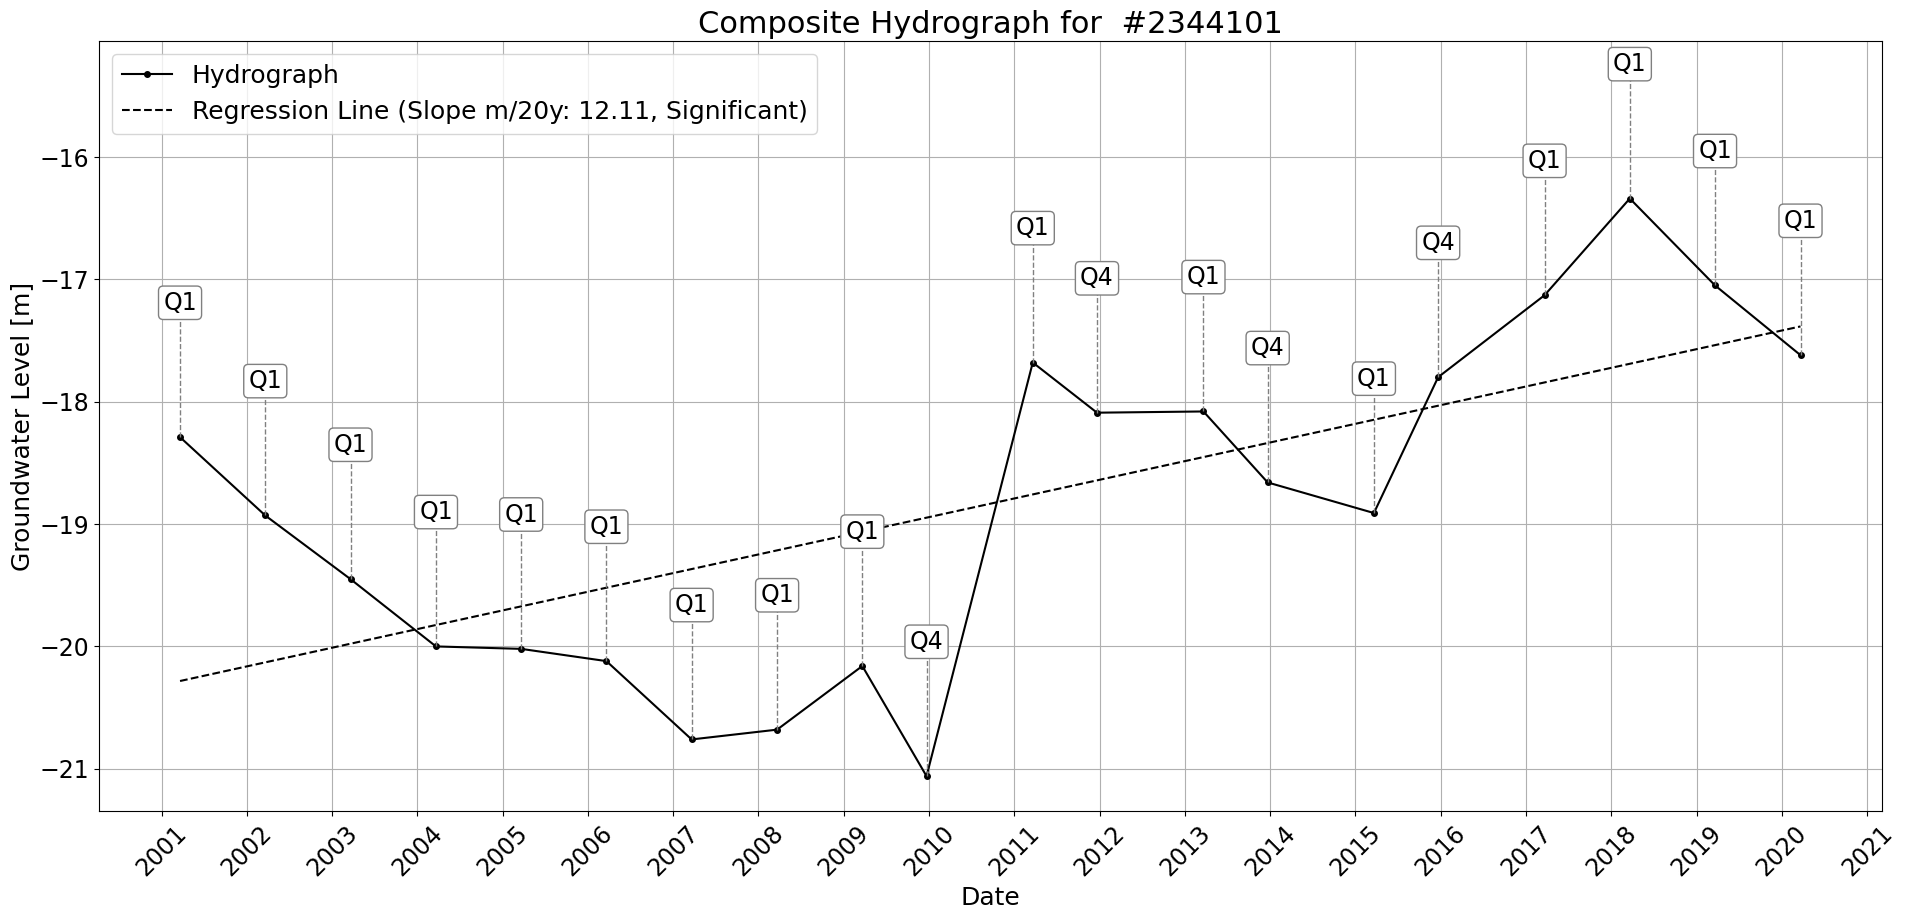 Composite Hydrograph for  #2344101
Hydrograph
Regression Line (Slope m/20y: 12.11, Significant)
Groundwater Level [m]
−16
−17
−18
−19
−20
−21
Q1
Q1
Q1
Q1
Q1
Q1
Q1
Q1
Q1
Q4
Q1
Q4
Q1
Q4
Q1
Q4
Q1
Q1
Q1
Q1
2001
2002
2003
2004
2005
2006
2007
2008
2009
2010
2011
2012
2013
2014
2015
2016
2017
2018
2019
2020
2021
Date